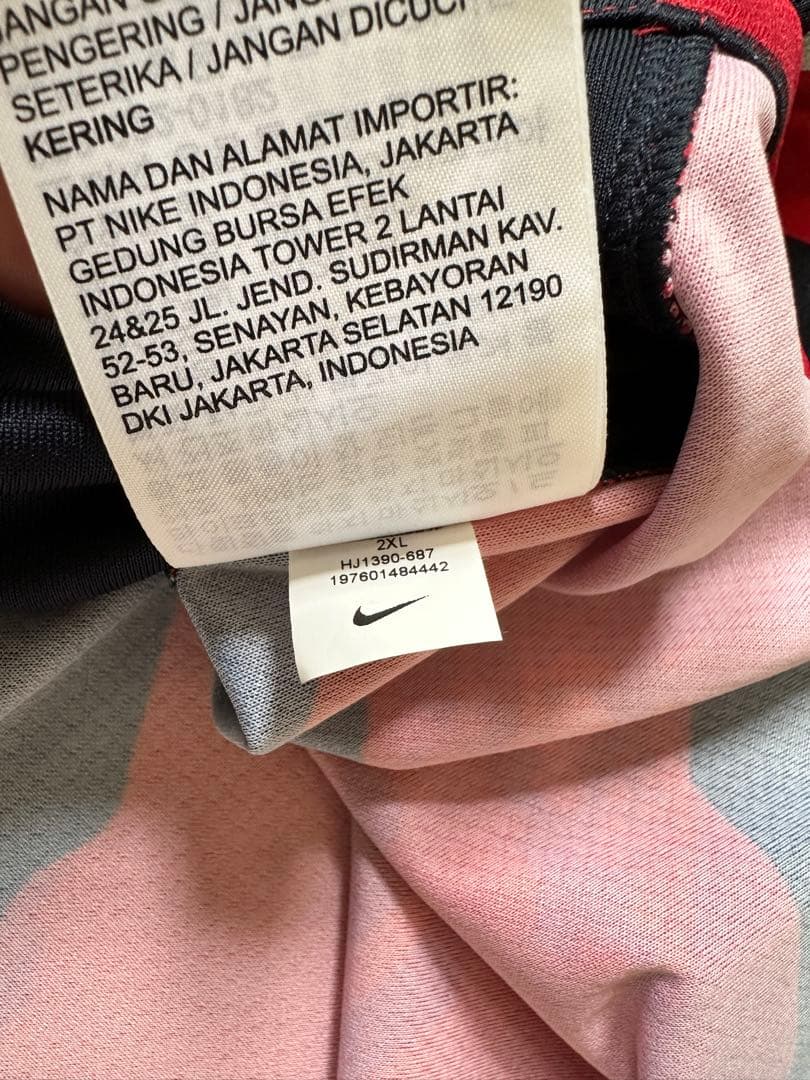 JANGAN
PENGERING / JANGAN
SETERIKA / JANGAN DICUCI
KERING
NAMA DAN ALAMAT IMPORTIR:
PT NIKE INDONESIA, JAKARTA
GEDUNG BURSA EFEK
INDONESIA TOWER 2 LANTAI
24&25 JL. JEND. SUDIRMAN KAV.
52-53, SENAYAN, KEBAYORAN
BARU, JAKARTA SELATAN 12190
DKI JAKARTA, INDONESIA
2XL
HJ1390-687
197601484442